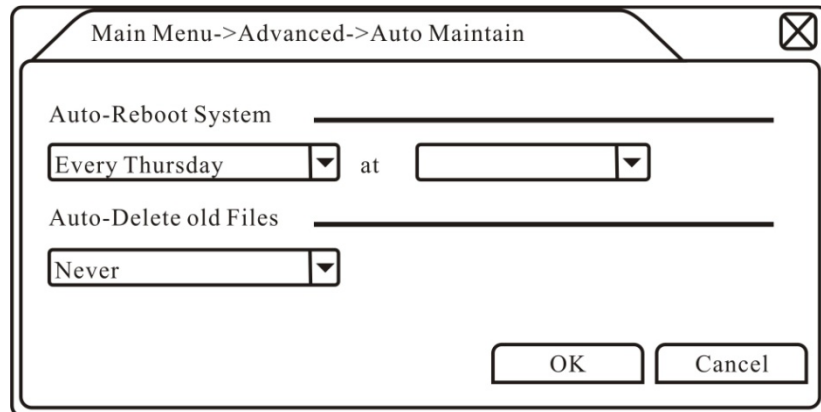 Main Menu->Advanced->Auto Maintain
Auto-Reboot System
Every Thursday at
Auto-Delete old Files
Never
OK Cancel